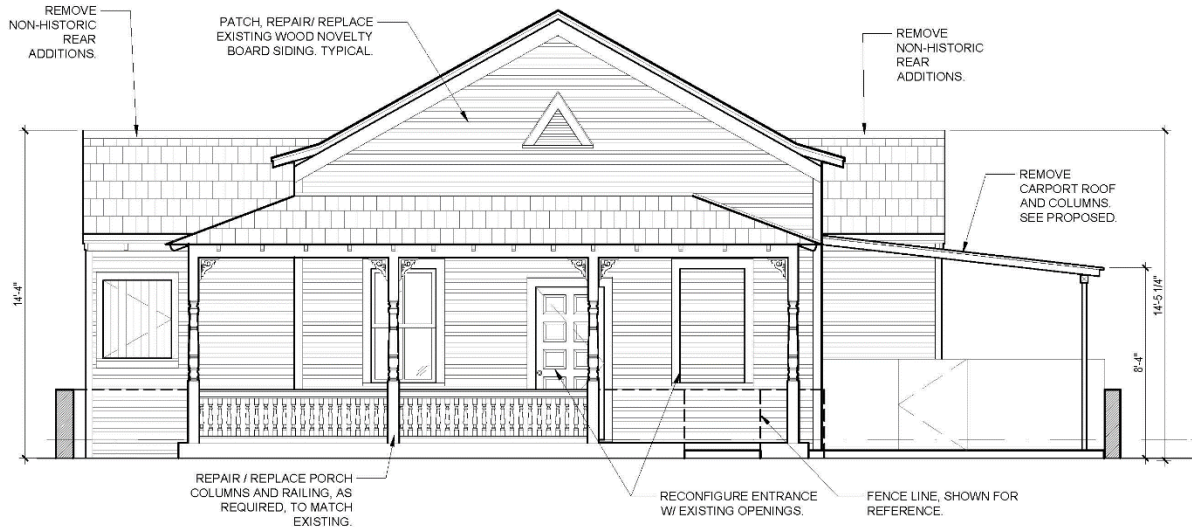 REMOVE
NON-HISTORIC
REAR
ADDITIONS.
PATCH, REPAIR/ REPLACE
EXISTING WOOD NOVELTY
BOARD SIDING. TYPICAL.
REMOVE
NON-HISTORIC
REAR
ADDITIONS.
REMOVE
CARPORT ROOF
AND COLUMNS.
SEE PROPOSED.
14'-4"
8'-4"
14'-5 1/4"
REPAIR / REPLACE PORCH
COLUMNS AND RAILING, AS
REQUIRED, TO MATCH
EXISTING.
RECONFIGURE ENTRANCE
W/ EXISTING OPENINGS.
FENCE LINE, SHOWN FOR
REFERENCE.